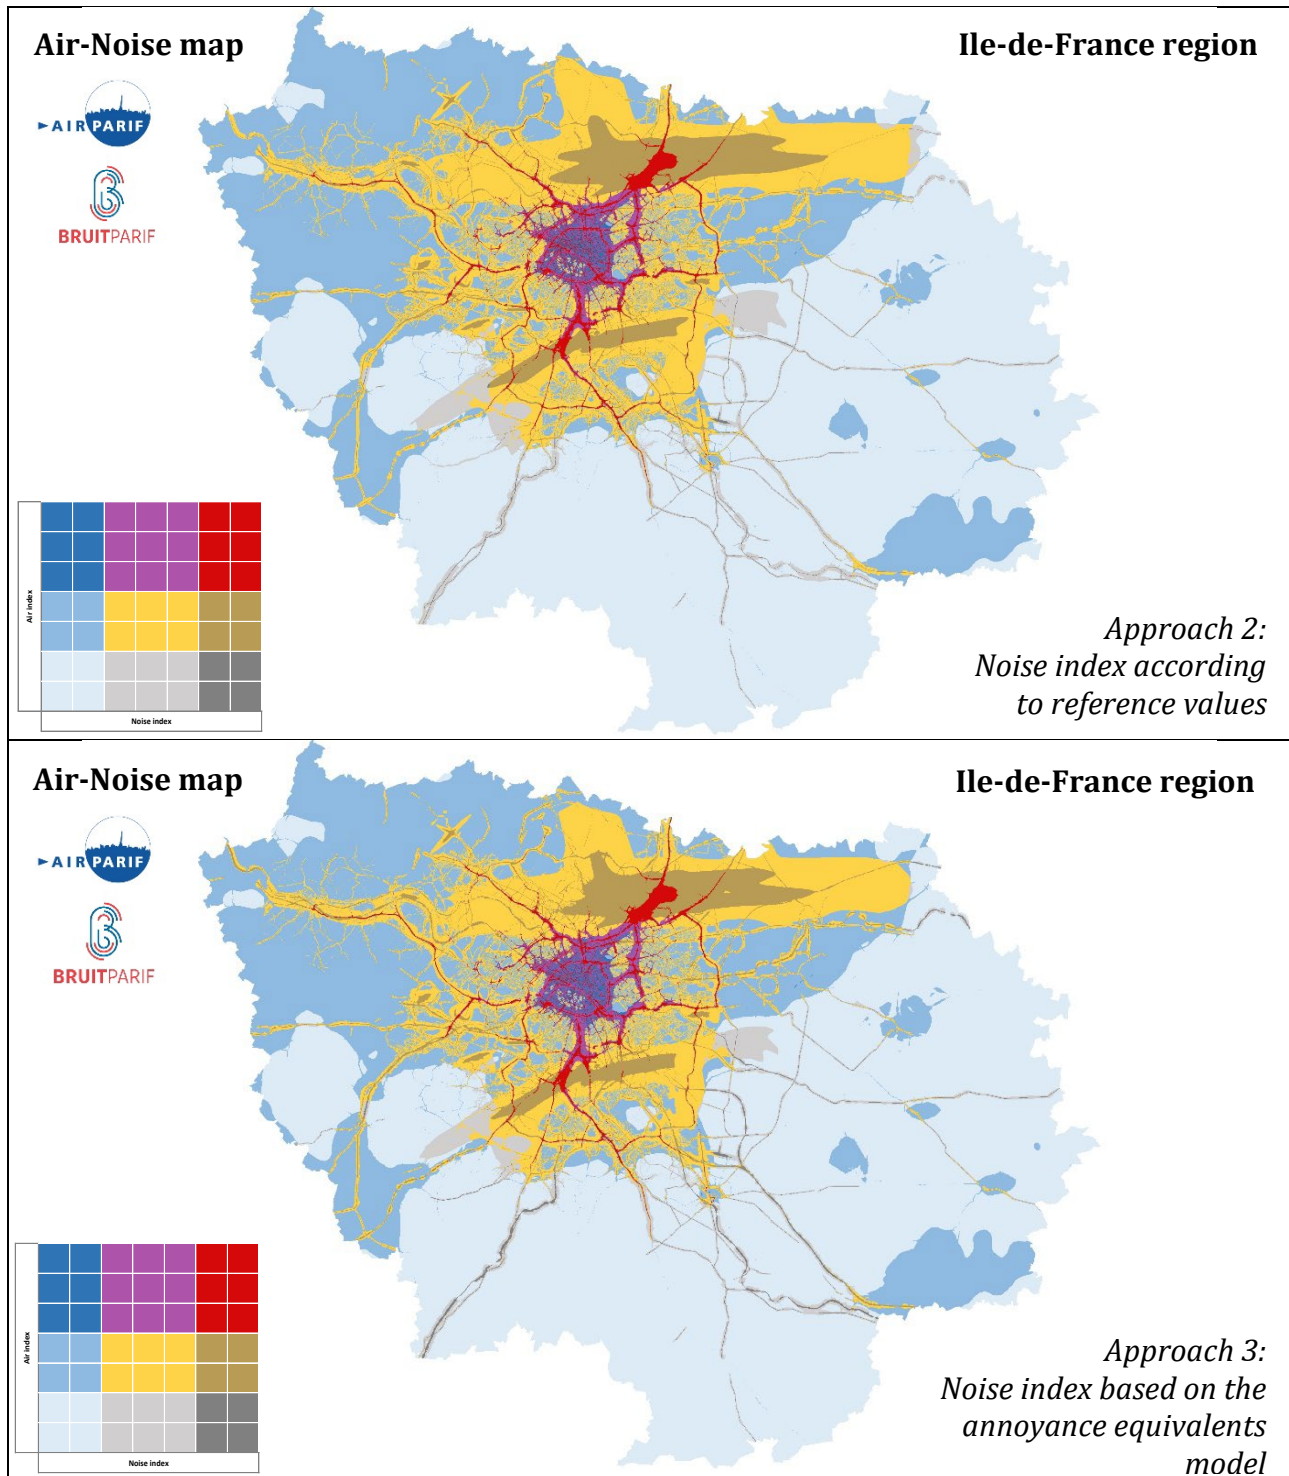 Air-Noise map
Ile-de-France region
AIRPARIF
BRUITPARIF
Air index
Noise index
Approach 2:
Noise index according
to reference values
Air-Noise map
Ile-de-France region
AIRPARIF
BRUITPARIF
Air index
Noise index
Approach 3:
Noise index based on the
annoyance equivalents
model